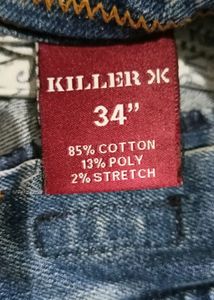 KILLER
34”
85% COTTON
13% POLY
2% STRETCH